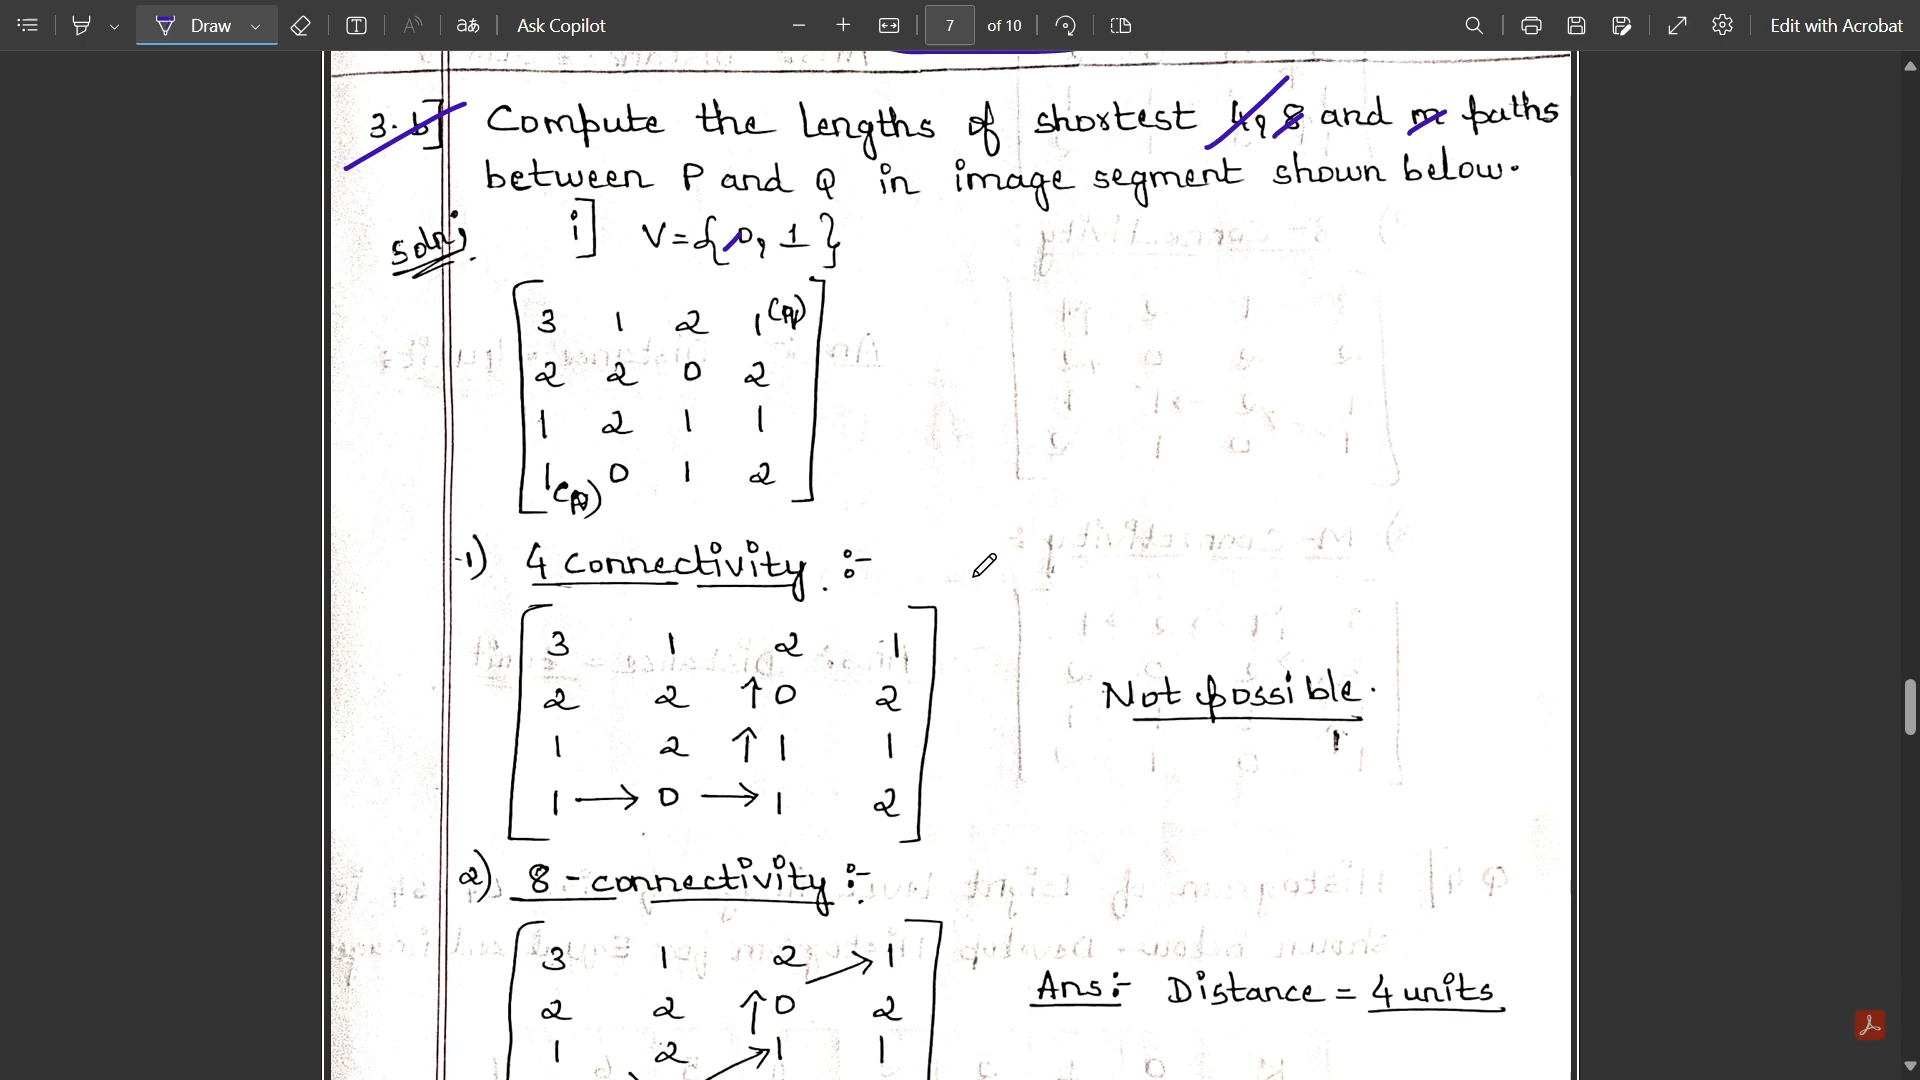 Draw
Ask Copilot
7 of 10
Edit with Acrobat
3.b] Compute the lengths of shortest 4, 8 and m paths
between P and Q in image segment shown below.
Soln; i] V={0, 1}
3 1 2 1
2 2 0 2
1 2 1 1
1 0 1 2
1) 4 connectivity :-
3 1 2 1
2 2 ↑ 0 2
1 2 ↑ 1 1
1 → 0 → 1 2
Not possible.
2) 8 - connectivity :-
3 1 2 → 1
2 2 ↑ 0 2
1 2 → 1 1
Ans:- Distance = 4 units